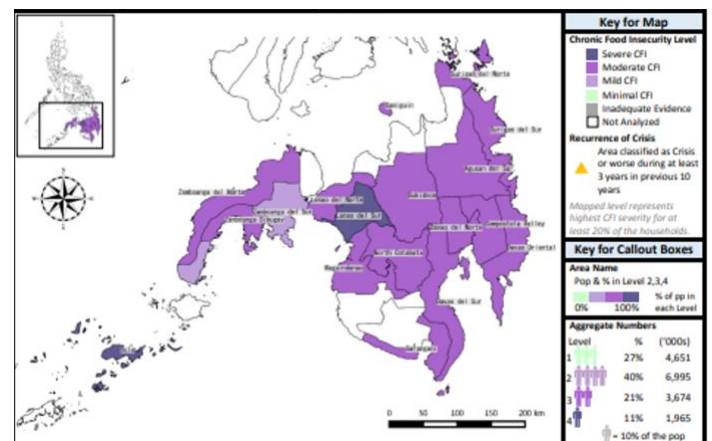 Key for Map
Chronic Food Insecurity Level
Severe CFI
Moderate CFI
Mild CFI
Minimal CFI
Inadequate Evidence
Not Analyzed
Recurrence of Crisis
Area classified as Crisis
or worse during at least
3 years in previous 10
years
Mapped level represents
highest CFI severity for at
least 20% of the households.
Key for Callout Boxes
Area Name
Pop & % in Level 2,3,4
0% 100%
% of pp in
each Level
Aggregate Numbers
Level % ('000s)
1 27% 4,651
2 40% 6,995
3 21% 3,674
4 11% 1,965
= 10% of the pop
Surigao del Norte
Camiguin
Surigao del Sur
Agusan del Sur
Zamboanga del Norte
Zamboanga del Sur
Zamboanga Sibugay
Lanao del Norte
Lanao del Sur
Bukidnon
Davao del Norte
Compostela Valley
Davao Oriental
North Cotabato
Maguindanao
Davao del Sur
Sarangani
0 50 100 150 200 km